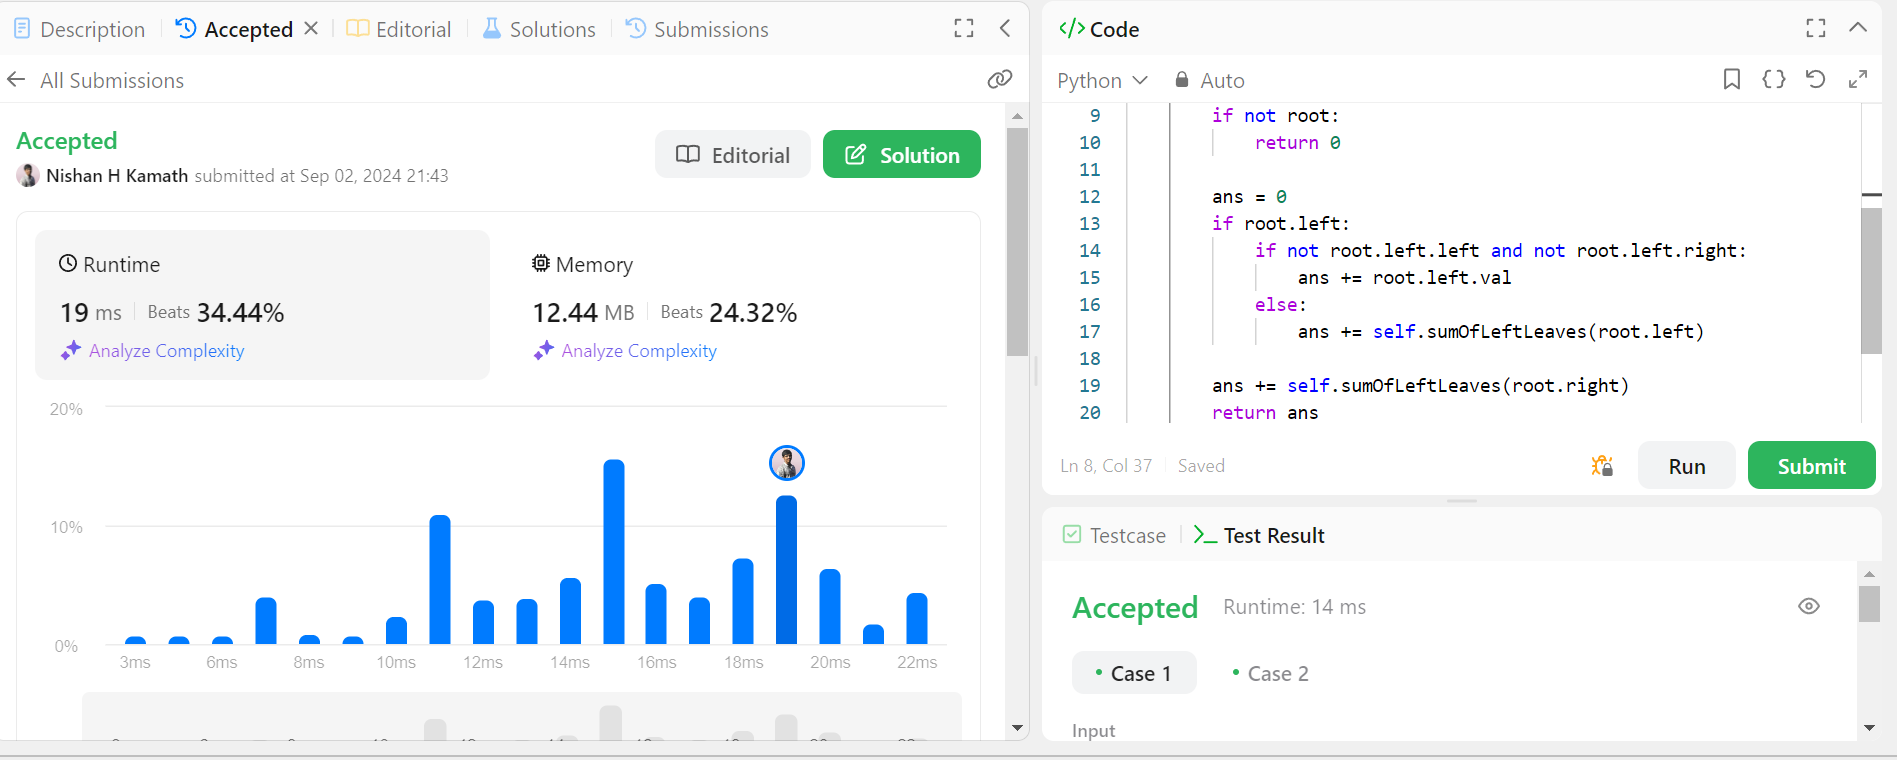 Description
Accepted
Editorial
Solutions
Submissions
All Submissions
Accepted
Nishan H Kamath submitted at Sep 02, 2024 21:43
Editorial
Solution
Runtime
19 ms
Beats 34.44%
Analyze Complexity
Memory
12.44 MB
Beats 24.32%
Analyze Complexity
20%
10%
0%
3ms 6ms 8ms 10ms 12ms 14ms 16ms 18ms 20ms 22ms
</> Code
Python
Auto
9 if not root:
10 return 0
11
12 ans = 0
13 if root.left:
14 if not root.left.left and not root.left.right:
15 ans += root.left.val
16 else:
17 ans += self.sumOfLeftLeaves(root.left)
18
19 ans += self.sumOfLeftLeaves(root.right)
20 return ans
Ln 8, Col 37
Saved
Run
Submit
Testcase
Test Result
Accepted
Runtime: 14 ms
Case 1
Case 2
Input